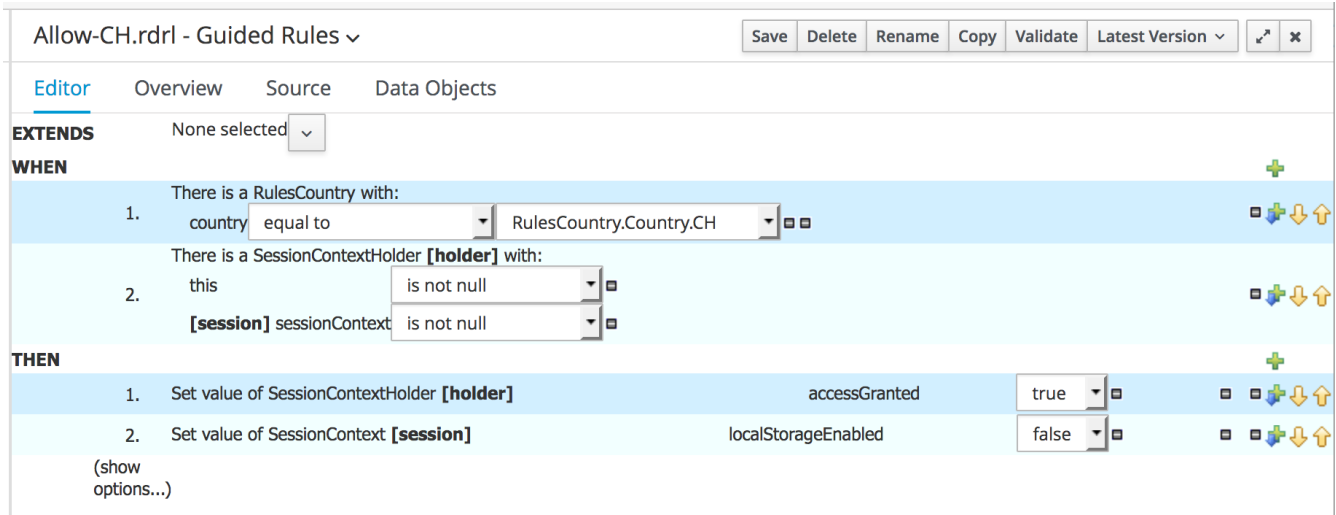 Allow-CH.rdrl - Guided Rules
Save Delete Rename Copy Validate Latest Version
Editor Overview Source Data Objects
EXTENDS None selected
WHEN
There is a RulesCountry with:
1. country equal to RulesCountry.Country.CH
There is a SessionContextHolder [holder] with:
this is not null
2.
[session] sessionContext is not null
THEN
1. Set value of SessionContextHolder [holder] accessGranted true
2. Set value of SessionContext [session] localStorageEnabled false
(show
options...)